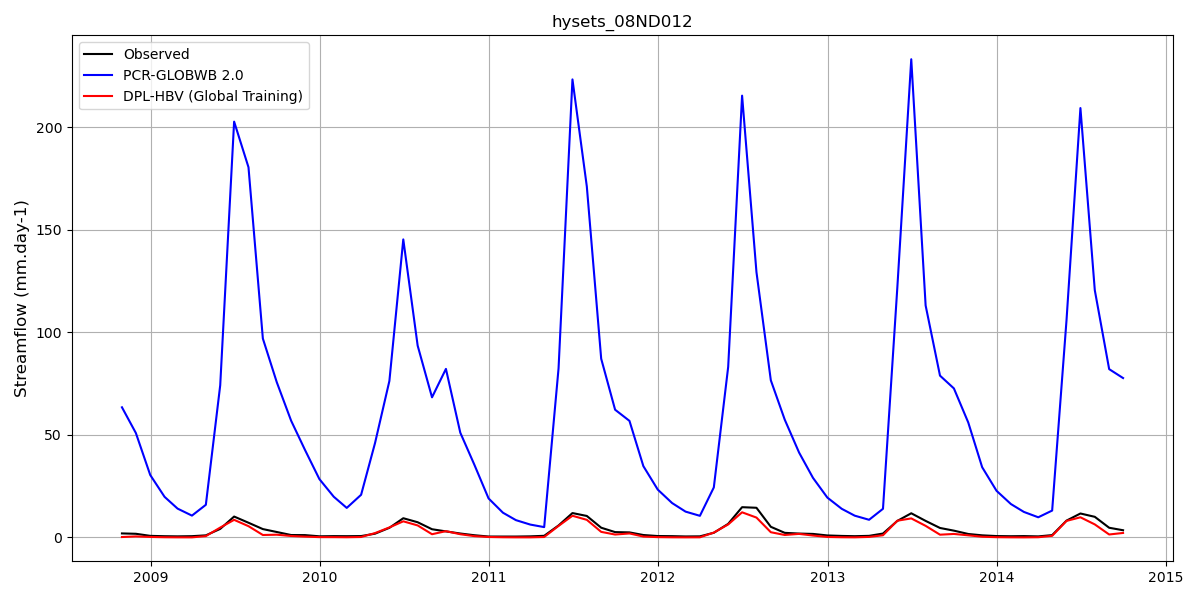 hysets_08ND012
Observed
PCR-GLOBWB 2.0
DPL-HBV (Global Training)
Streamflow (mm.day-1)
200
150
100
50
0
2009 2010 2011 2012 2013 2014 2015